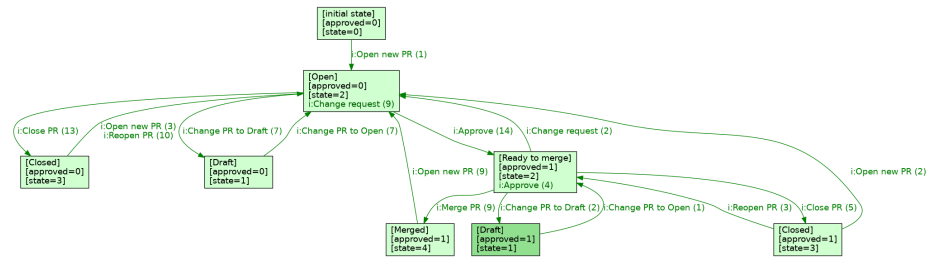 [initial state]
[approved=0]
[state=0]
i:Open new PR (1)
[Open]
[approved=0]
[state=2]
i:Change request (9)
i:Close PR (13)
i:Open new PR (3)
i:Reopen PR (10)
i:Change PR to Draft (7)
i:Change PR to Open (7)
i:Approve (14)
i:Change request (2)
i:Open new PR (9)
i:Open new PR (2)
[Closed]
[approved=0]
[state=3]
[Draft]
[approved=0]
[state=1]
[Ready to merge]
[approved=1]
[state=2]
i:Approve (4)
i:Merge PR (9)
i:Change PR to Draft (2)
i:Change PR to Open (1)
i:Reopen PR (3)
i:Close PR (5)
[Merged]
[approved=1]
[state=4]
[Draft]
[approved=1]
[state=1]
[Closed]
[approved=1]
[state=3]